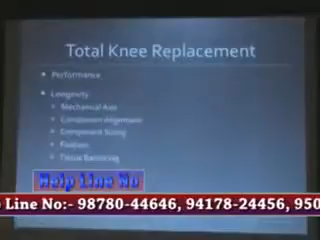 Total Knee Replacement
Performance
Longevity
Mechanical Axis
Component Alignment
Component Sizing
Fixation
Tissue Balancing
Help Line No
Line No:- 98780-44646, 94178-24456, 950